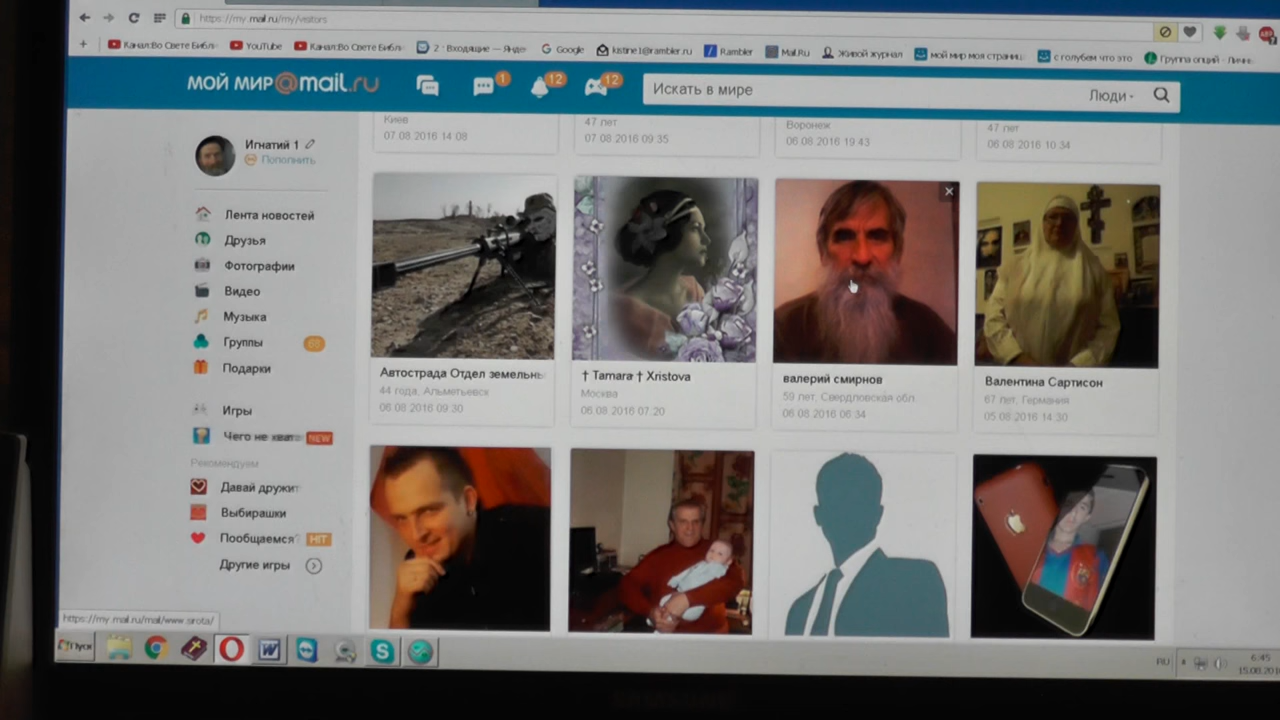 https://my.mail.ru/my/visitors
Канал:Во Свете Библ
YouTube
Канал:Во Свете Библ
2 · Входящие — Яндек
Google
kistine1@rambler.ru
Rambler
Mail.Ru
Живой журнал
мой мир моя страниц
с голубем что это
Группа опций - Личн
МОЙ МИР@mail.ru
1
12
12
Искать в мире
Люди
Игнатий 1
Пополнить
Лента новостей
Друзья
Фотографии
Видео
Музыка
Группы
Подарки
Игры
Чего не хват
NEW
Рекомендуем
Давай дружит
Выбирашки
Пообщаемся?
HIT
Другие игры
Киев
07.08.2016 14:08
47 лет
07.08.2016 09:35
Воронеж
06.08.2016 19:43
47 лет
06.08.2016 10:34
Автострада Отдел земельны
44 года, Альметьевск
06.08.2016 09:30
† Tamara † Xristova
Москва
06.08.2016 07:20
валерий смирнов
59 лет, Свердловская обл.
06.08.2016 06:34
Валентина Сартисон
67 лет, Германия
05.08.2016 14:30
https://my.mail.ru/mail/www.sirota/
Пуск
RU
6:45
15.08.201